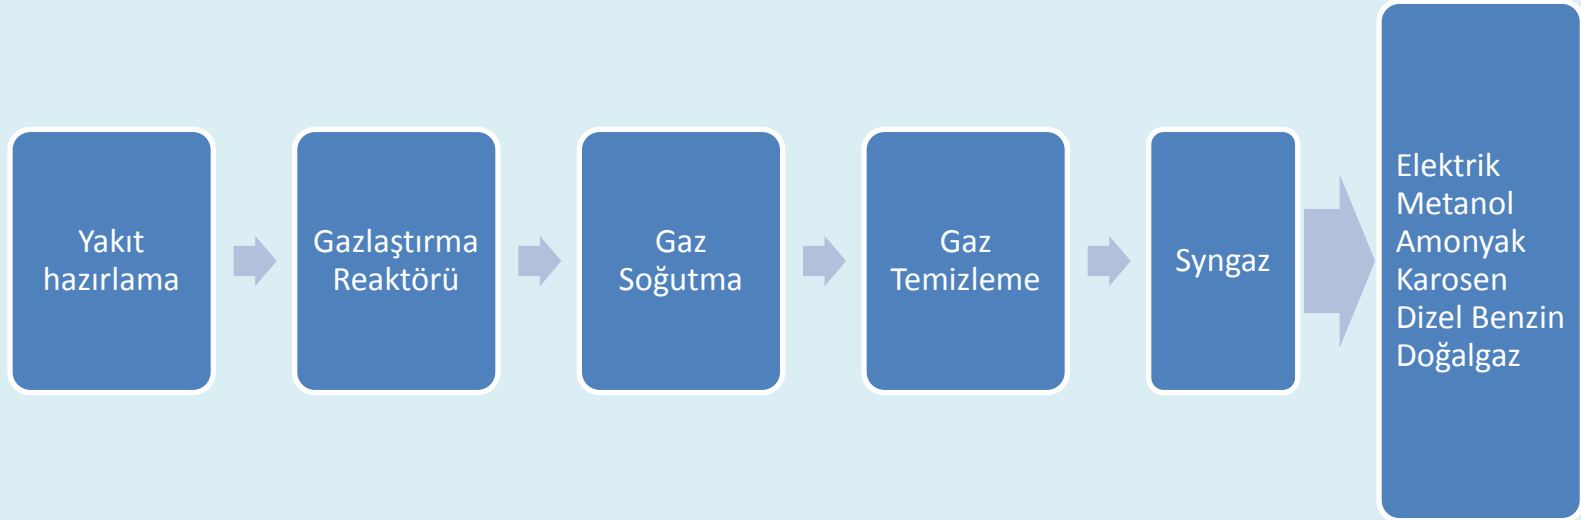 Yakıt
hazırlama
Gazlaştırma
Reaktörü
Gaz
Soğutma
Gaz
Temizleme
Syngaz
Elektrik
Metanol
Amonyak
Karosen
Dizel Benzin
Doğalgaz